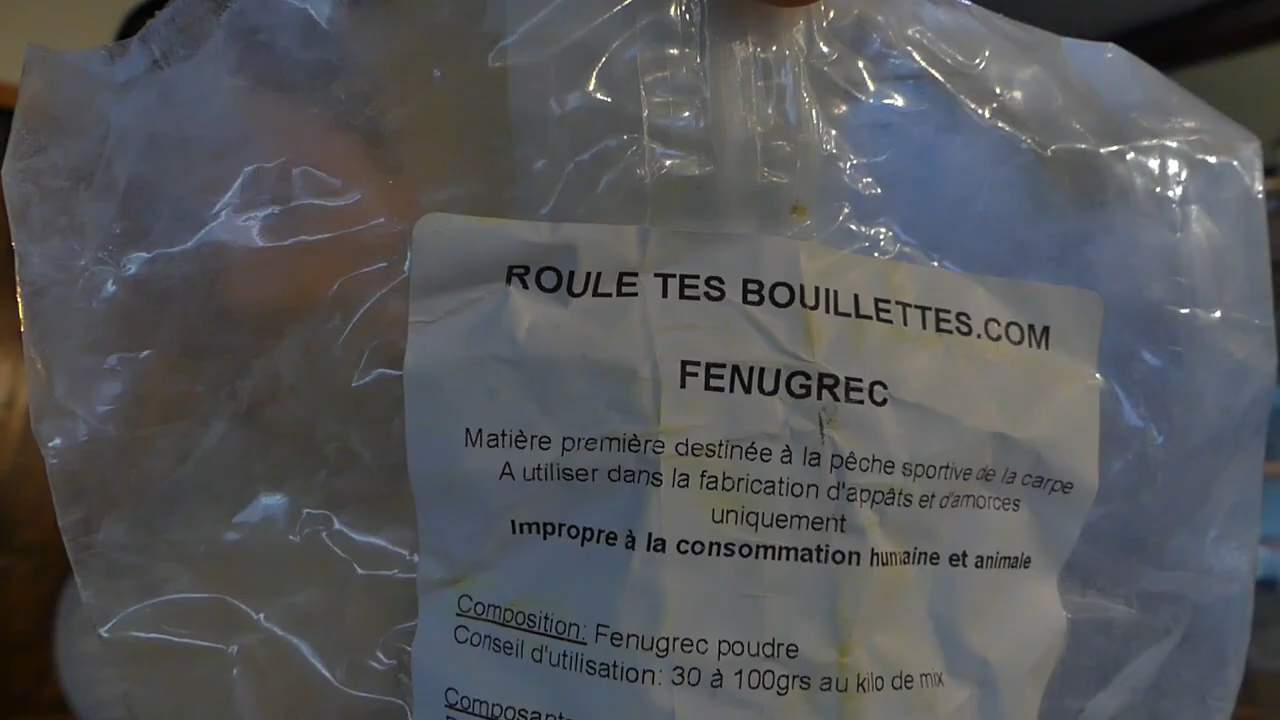 ROULE TES BOUILLETTES.COM
FENUGREC
Matière première destinée à la pêche sportive de la carpe
A utiliser dans la fabrication d'appâts et d'amorces
uniquement
Impropre à la consommation humaine et animale
Composition: Fenugrec poudre
Conseil d'utilisation: 30 à 100grs au kilo de mix